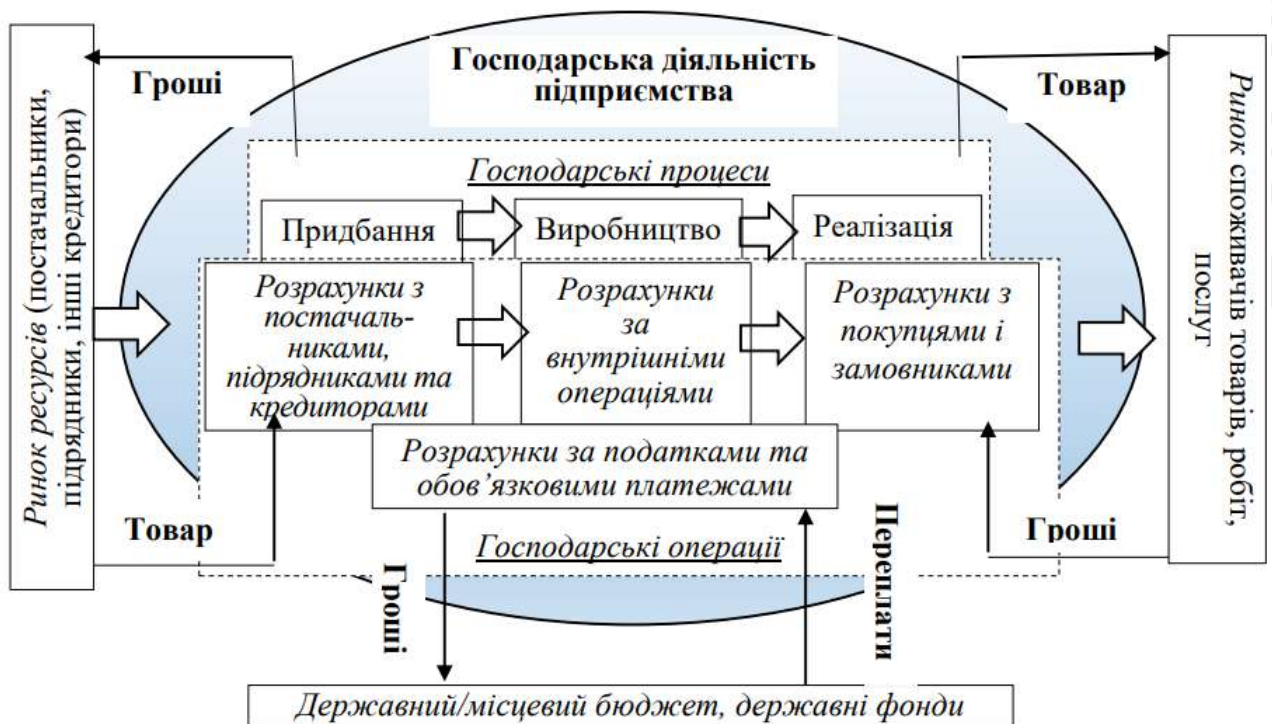 Ринок ресурсів (постачальники,
підрядники, інші кредитори)
Гроші
Господарська діяльність
підприємства
Товар
Господарські процеси
Придбання
Виробництво
Реалізація
Розрахунки з
постачаль-
никами,
підрядниками та
кредиторами
Розрахунки
за
внутрішніми
операціями
Розрахунки з
покупцями і
замовниками
Розрахунки за податками та
обов’язковими платежами
Товар
Господарські операції
Гроші
Переплати
Гроші
Ринок споживачів товарів, робіт,
послуг
Державний/місцевий бюджет, державні фонди